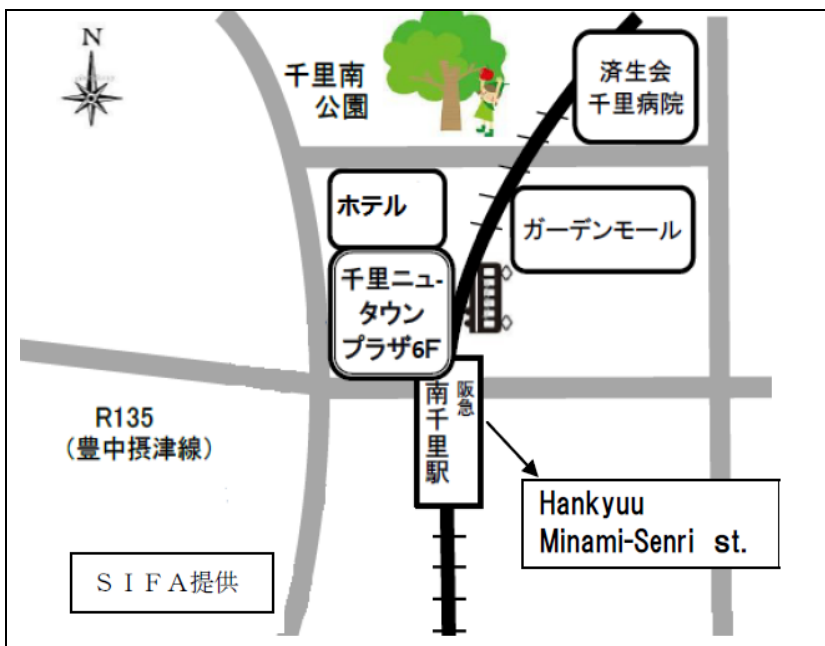 N
千里南
公園
済生会
千里病院
ホテル
ガーデンモール
千里ニュ-
タウン
プラザ6F
阪急
南千里駅
R135
（豊中摂津線）
Hankyuu
Minami-Senri st.
ＳＩＦＡ提供